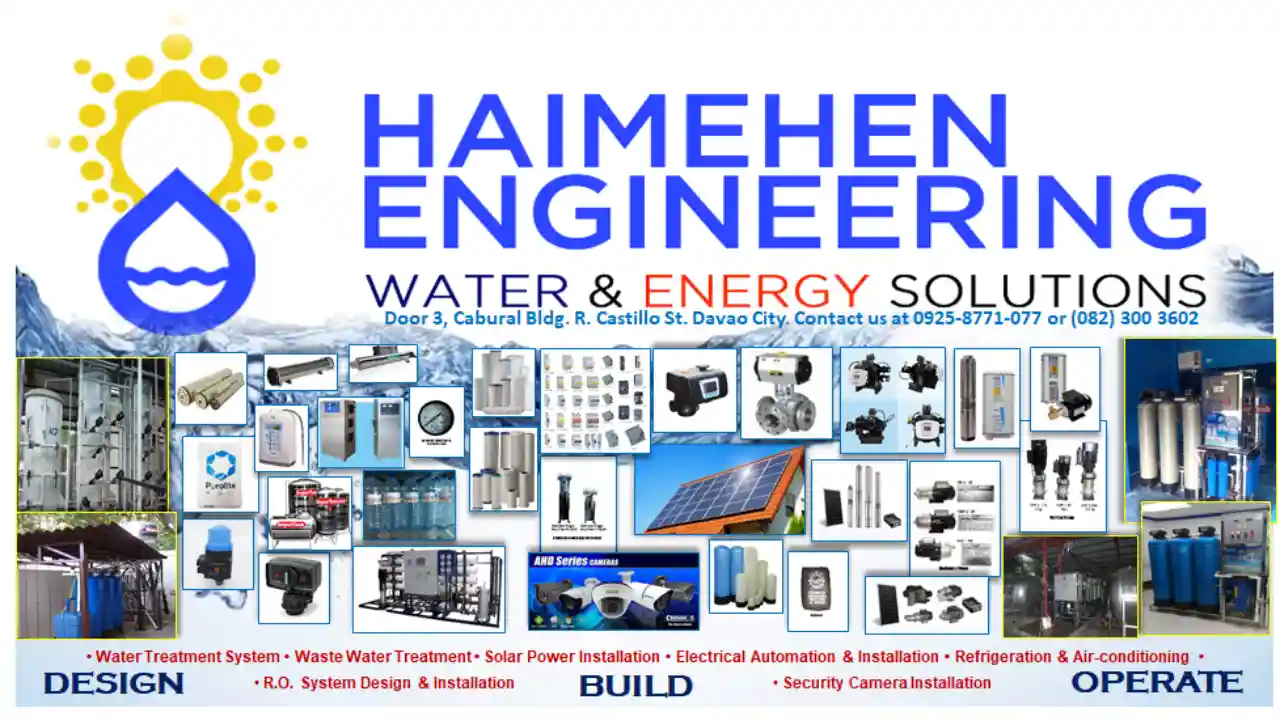 HAIMEHEN
ENGINEERING
WATER & ENERGY SOLUTIONS
Door 3, Cabural Bldg. R. Castillo St. Davao City. Contact us at 0925-8771-077 or (082) 300 3602
Purolite
AHD Series CAMERAS
• Water Treatment System • Waste Water Treatment • Solar Power Installation • Electrical Automation & Installation • Refrigeration & Air-conditioning •
DESIGN • R.O. System Design & Installation BUILD • Security Camera Installation OPERATE